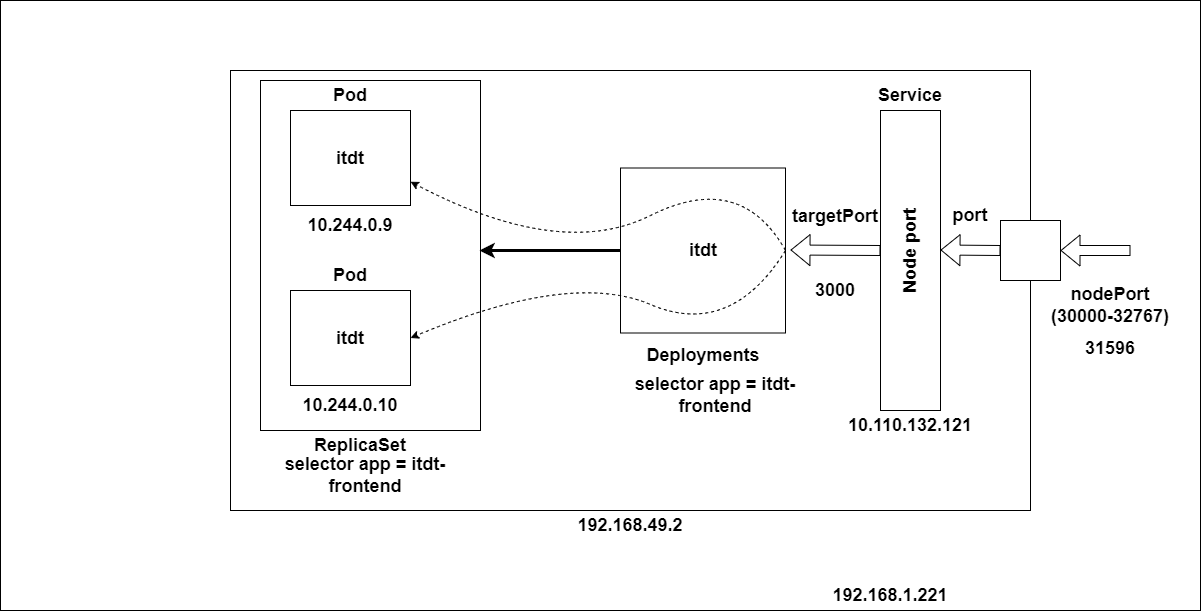 Pod
itdt
10.244.0.9
Pod
itdt
10.244.0.10
ReplicaSet
selector app = itdt-
frontend
itdt
Deployments
selector app = itdt-
frontend
targetPort
3000
Service
Node port
10.110.132.121
port
nodePort
(30000-32767)
31596
192.168.49.2
192.168.1.221